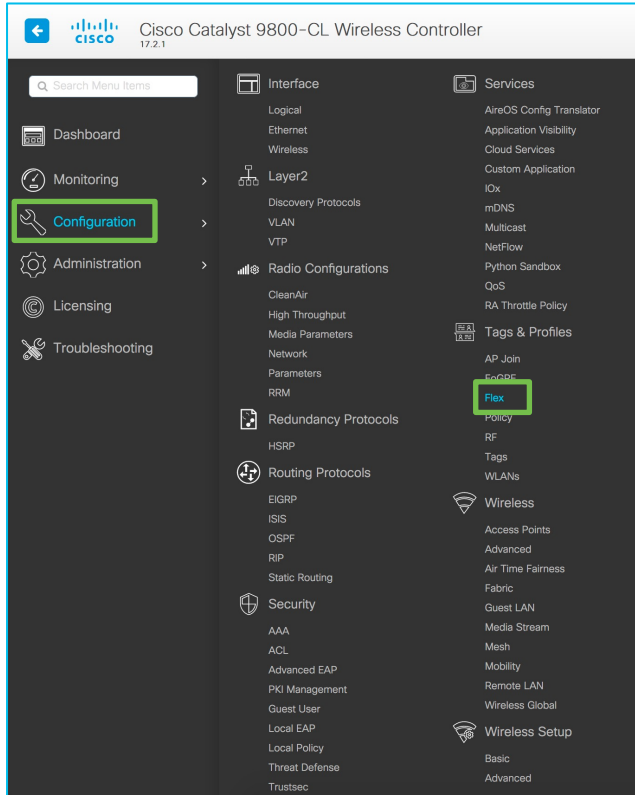 CISCO
Cisco Catalyst 9800-CL Wireless Controller
17.2.1
Search Menu Items
Dashboard
Monitoring
Configuration
Administration
Licensing
Troubleshooting
Interface
Logical
Ethernet
Wireless
Layer2
Discovery Protocols
VLAN
VTP
Radio Configurations
CleanAir
High Throughput
Media Parameters
Network
Parameters
RRM
Redundancy Protocols
HSRP
Routing Protocols
EIGRP
ISIS
OSPF
RIP
Static Routing
Security
AAA
ACL
Advanced EAP
PKI Management
Guest User
Local EAP
Local Policy
Threat Defense
Trustsec
Services
AireOS Config Translator
Application Visibility
Cloud Services
Custom Application
IOx
mDNS
Multicast
NetFlow
Python Sandbox
QoS
RA Throttle Policy
Tags & Profiles
AP Join
EoGRE
Flex
Policy
RF
Tags
WLANs
Wireless
Access Points
Advanced
Air Time Fairness
Fabric
Guest LAN
Media Stream
Mesh
Mobility
Remote LAN
Wireless Global
Wireless Setup
Basic
Advanced